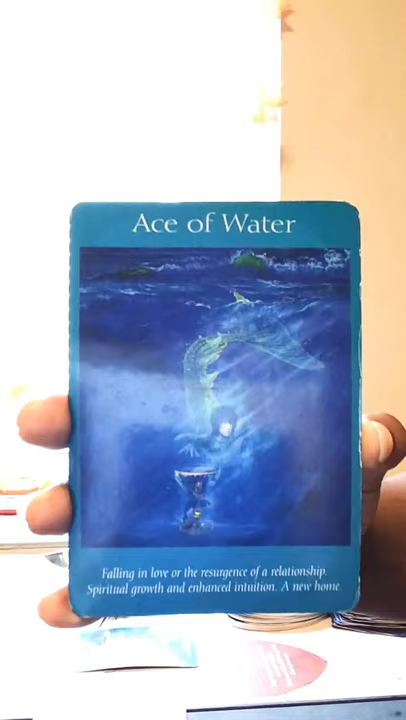 Ace of Water
Falling in love or the resurgence of a relationship.
Spiritual growth and enhanced intuition. A new home.